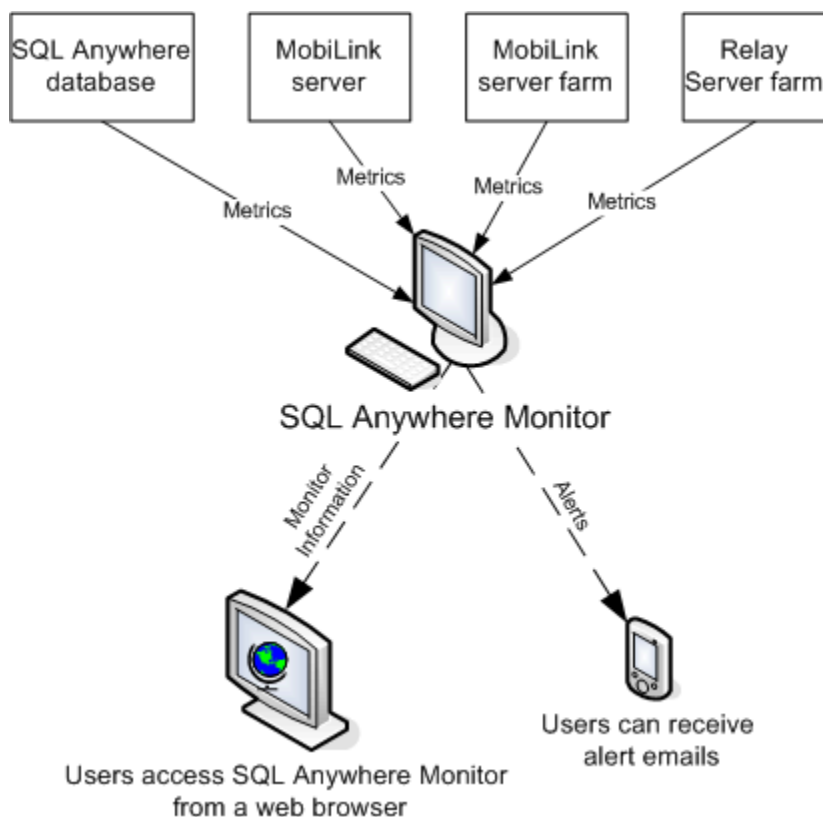 SQL Anywhere
database
MobiLink
server
MobiLink
server farm
Relay
Server farm
Metrics
Metrics
Metrics
Metrics
SQL Anywhere Monitor
Monitor
Information
Alerts
Users access SQL Anywhere Monitor
from a web browser
Users can receive
alert emails